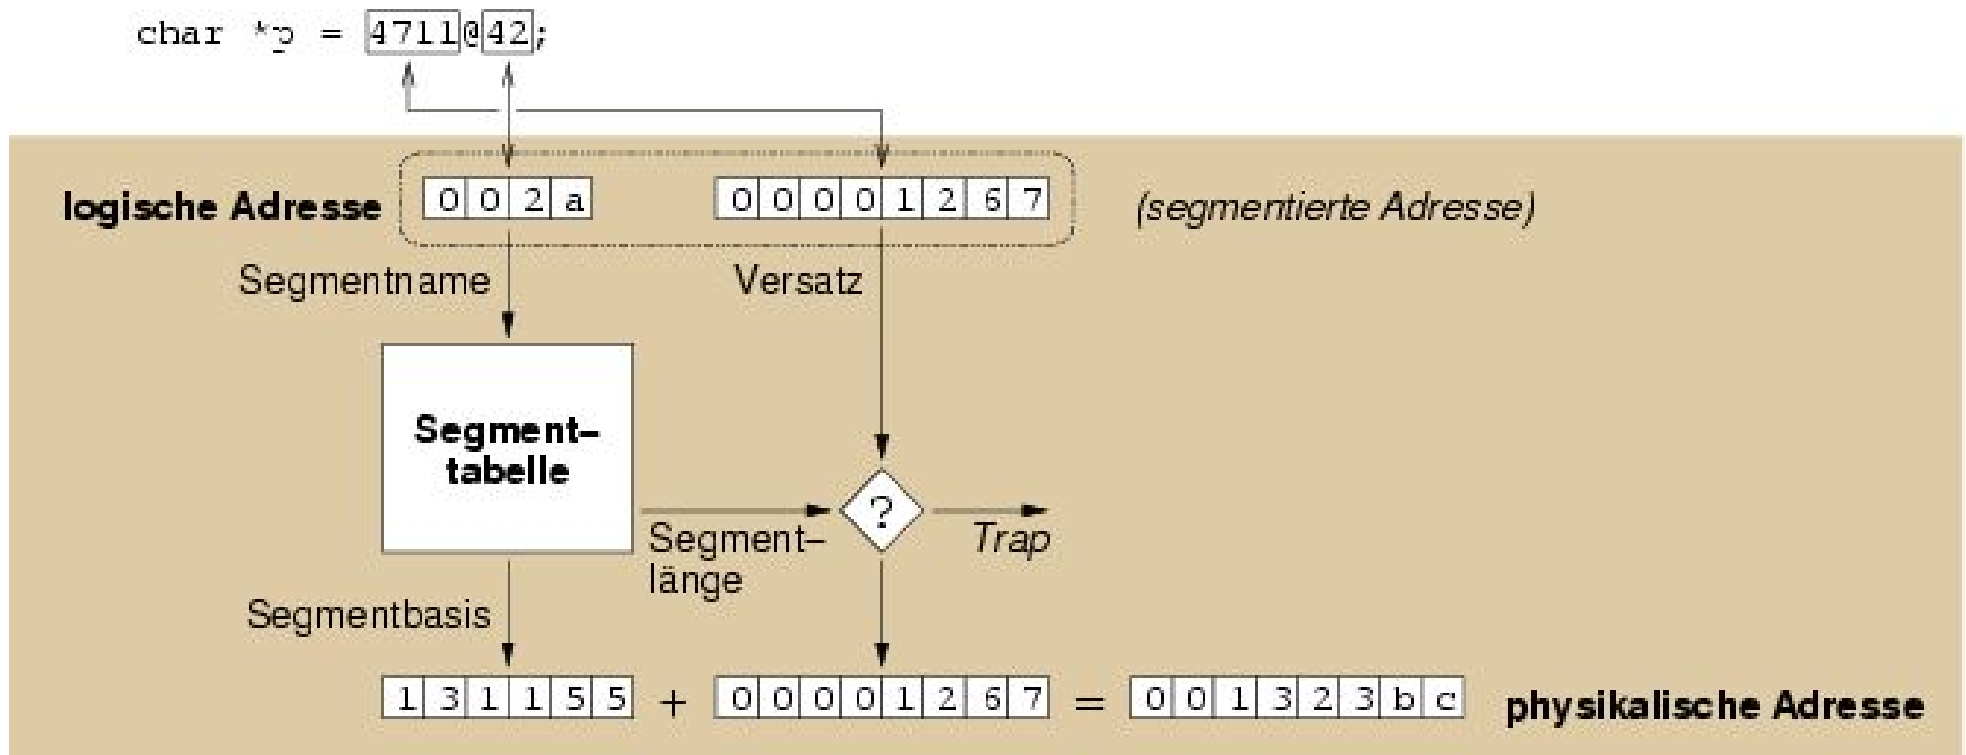 char *p = 4711@42;
logische Adresse 0 0 2 a 0 0 0 0 1 2 6 7 (segmentierte Adresse)
Segmentname Versatz
Segment–
tabelle
?
Segment–
länge
Trap
Segmentbasis
1 3 1 1 5 5 + 0 0 0 0 1 2 6 7 = 0 0 1 3 2 3 b c physikalische Adresse